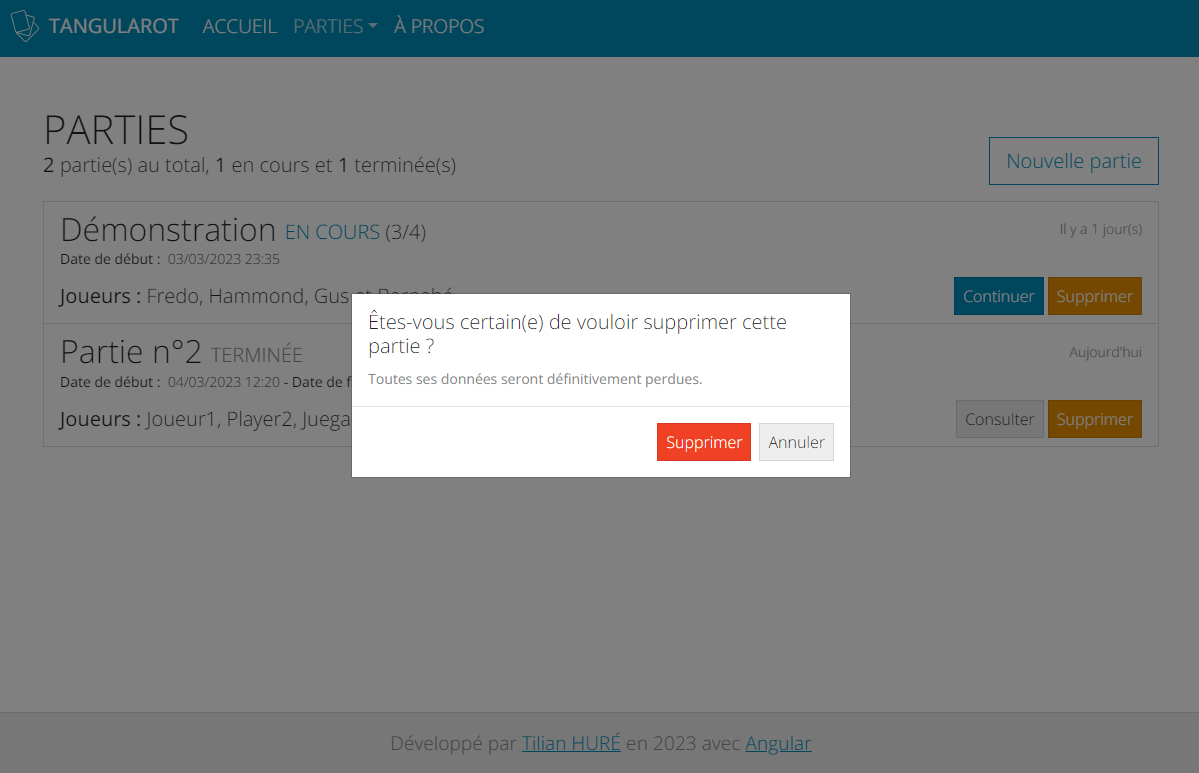 TANGULAROT ACCUEIL PARTIES À PROPOS
PARTIES
2 partie(s) au total, 1 en cours et 1 terminée(s)
Nouvelle partie
Démonstration EN COURS (3/4)
Il y a 1 jour(s)
Date de début : 03/03/2023 23:35
Joueurs : Fredo, Hammond, Gus et Bernabé
Continuer Supprimer
Partie n°2 TERMINÉE
Aujourd'hui
Date de début : 04/03/2023 12:20 - Date de f
Joueurs : Joueur1, Player2, Juega
Consulter Supprimer
Êtes-vous certain(e) de vouloir supprimer cette
partie ?
Toutes ses données seront définitivement perdues.
Supprimer Annuler
Développé par Tilian HURÉ en 2023 avec Angular